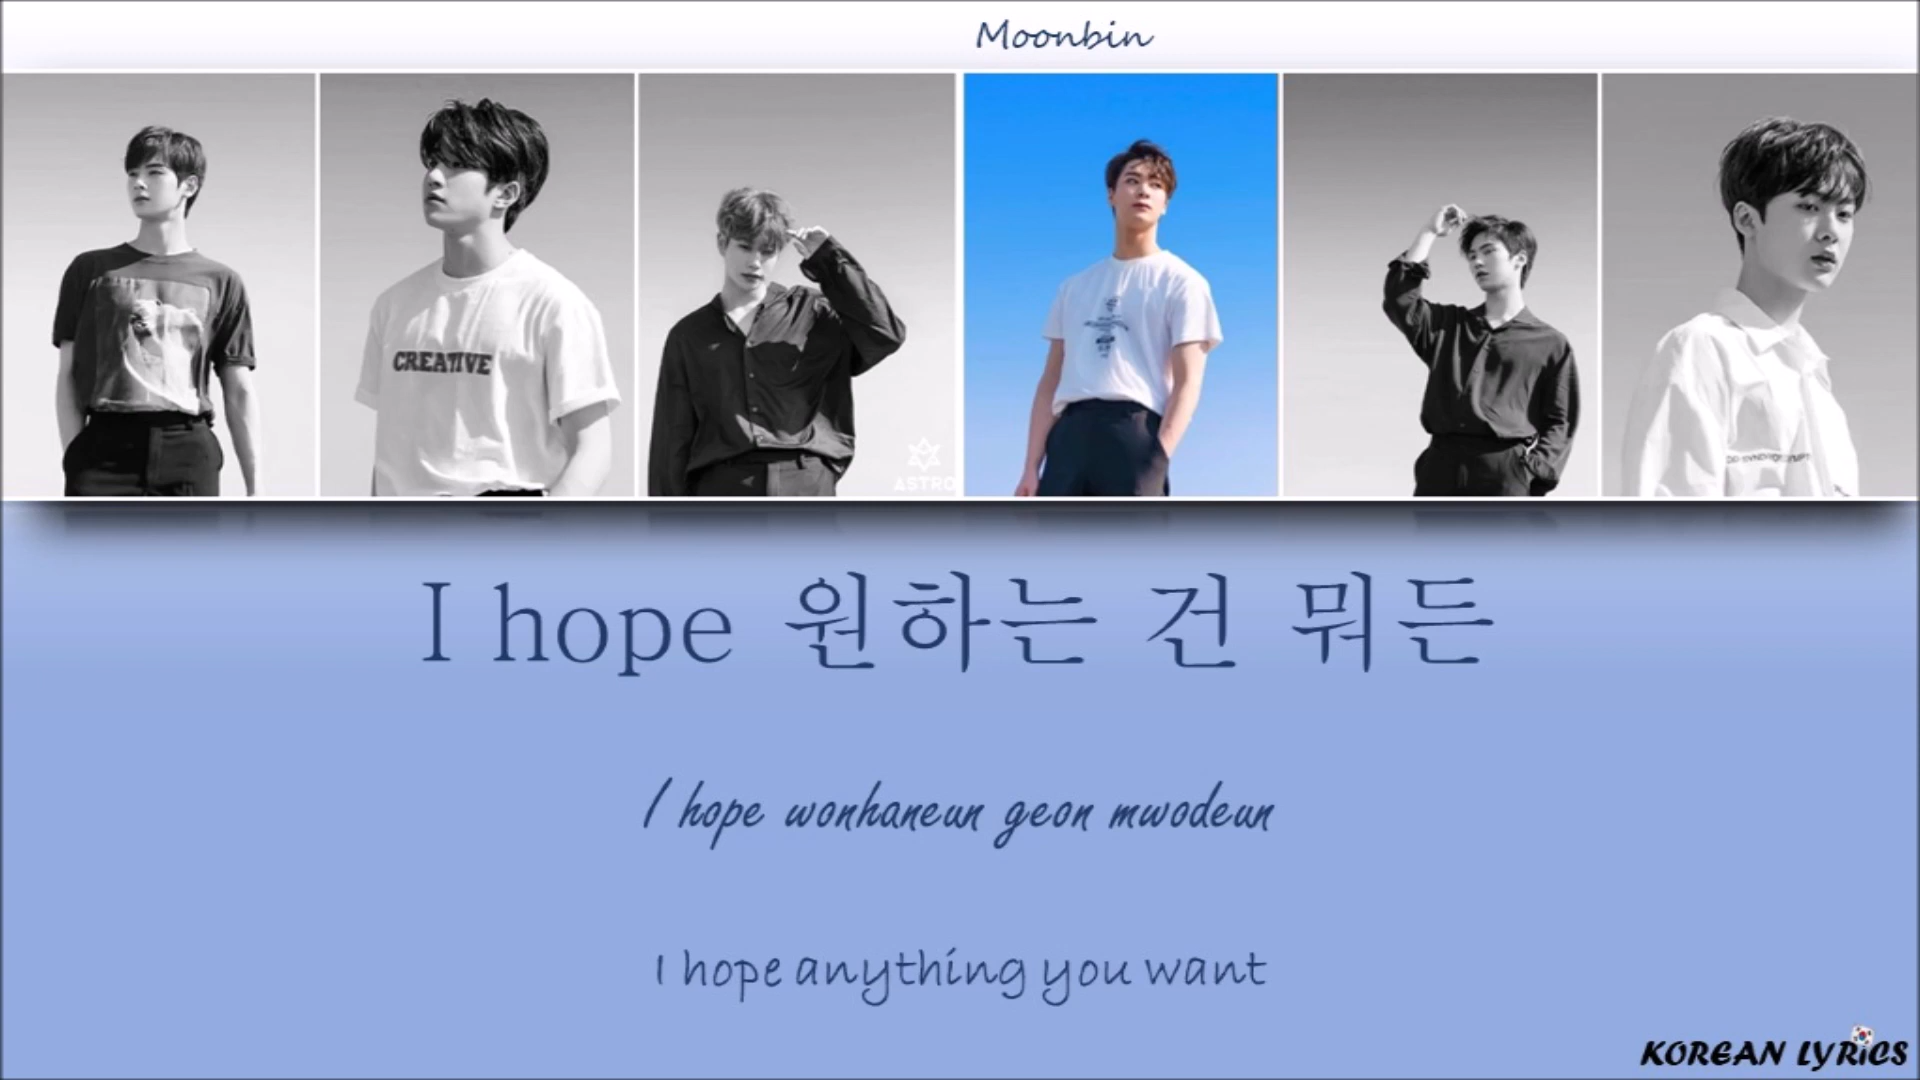 Moonbin
CREATIVE
ASTRO
I hope 원하는 건 뭐든
I hope wonhaneun geon mwodeun
I hope anything you want
KOREAN LYRICS